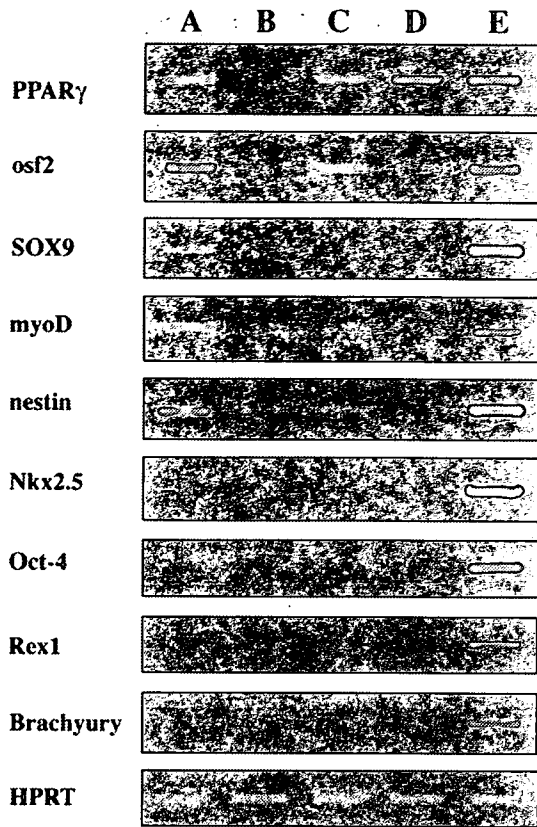 A B C D E
PPARγ
osf2
SOX9
myoD
nestin
Nkx2.5
Oct-4
Rex1
Brachyury
HPRT